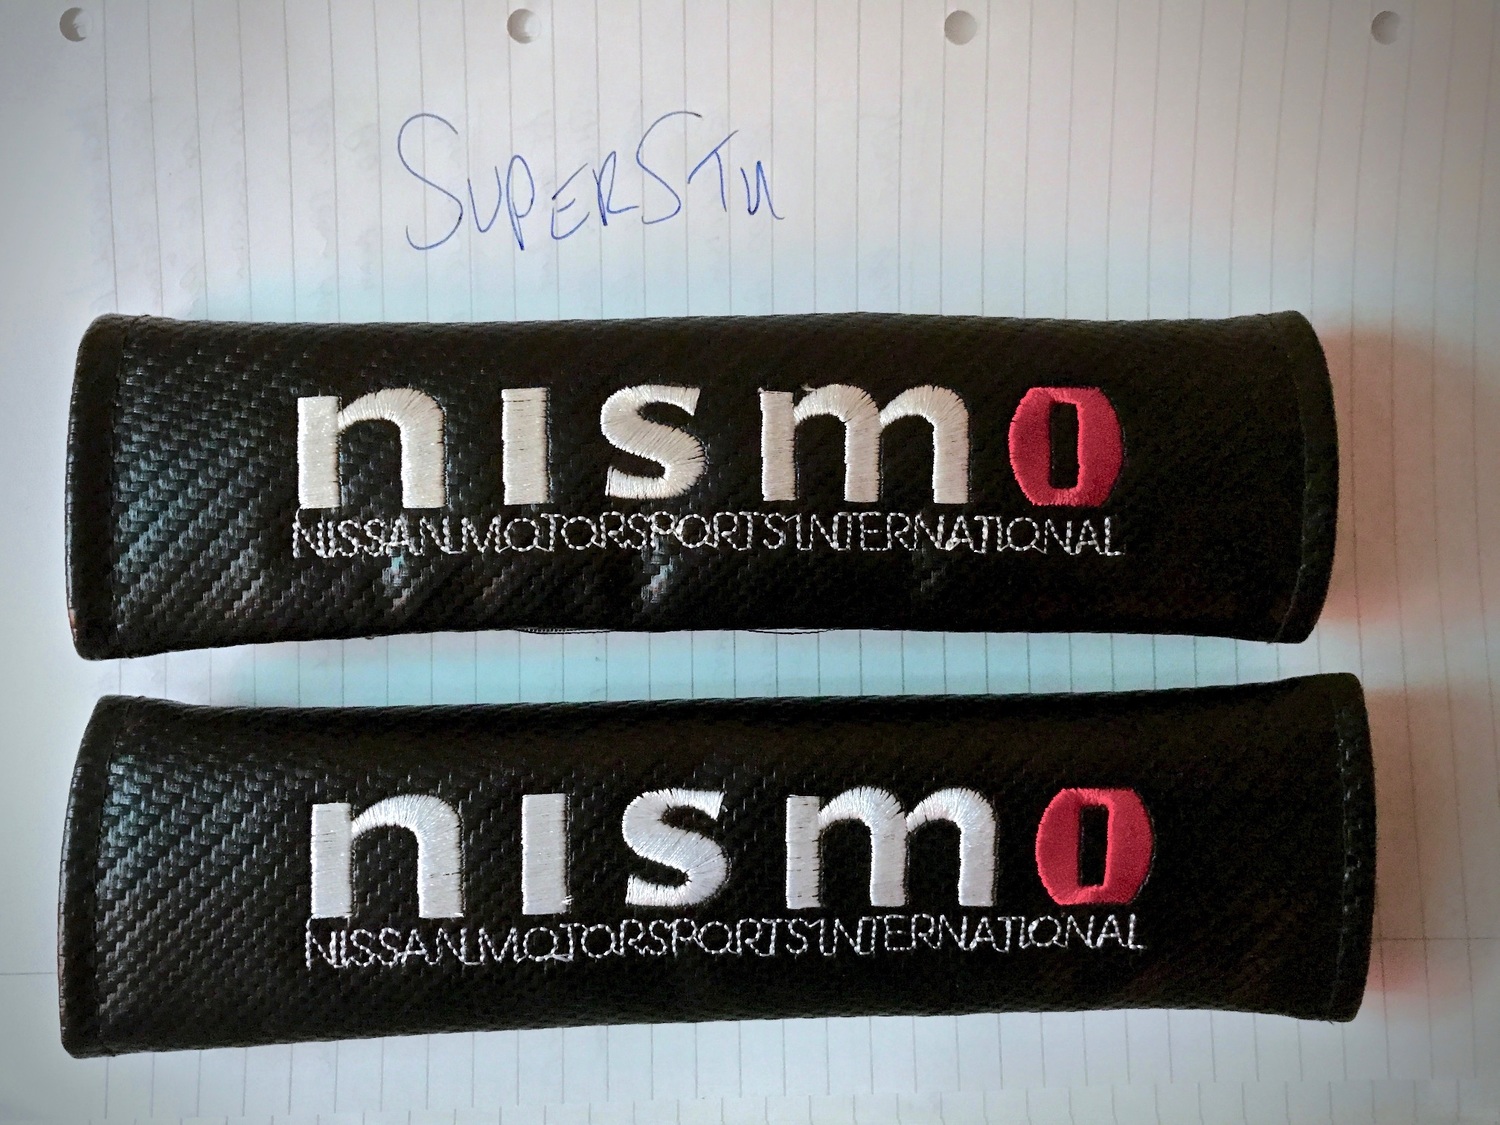 SUPERSTU
nismo
NISSAN MOTORSPORTS INTERNATIONAL
nismo
NISSAN MOTORSPORTS INTERNATIONAL